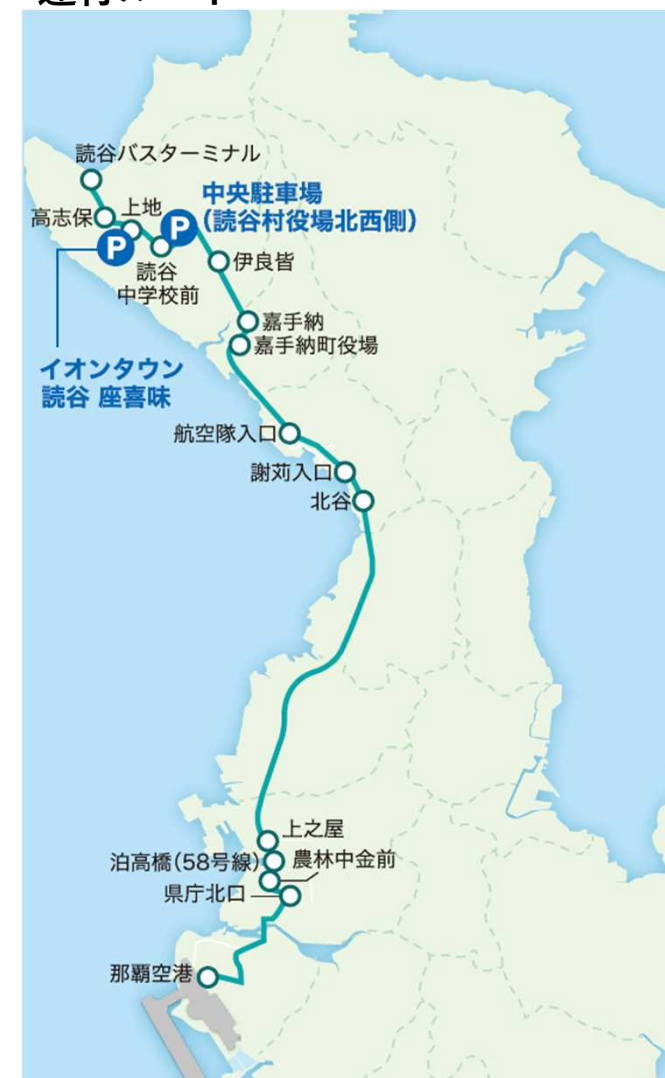 読谷バスターミナル
中央駐車場
（読谷村役場北西側）
高志保
上地
P
P
読谷
中学校前
伊良皆
嘉手納
嘉手納町役場
イオンタウン
読谷 座喜味
航空隊入口
謝苅入口
北谷
上之屋
泊高橋（58号線）
農林中金前
県庁北口
那覇空港